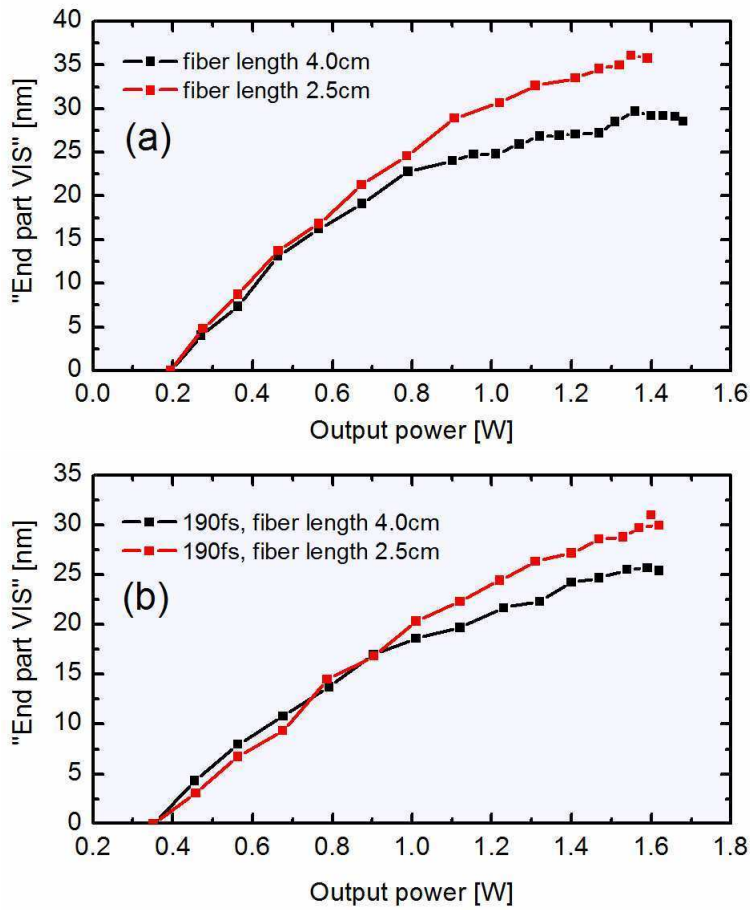 40
35
30
25
20
15
10
5
0
"End part VIS" [nm]
fiber length 4.0cm
fiber length 2.5cm
(a)
0.0 0.2 0.4 0.6 0.8 1.0 1.2 1.4 1.6
Output power [W]
35
30
25
20
15
10
5
0
"End part VIS" [nm]
190fs, fiber length 4.0cm
190fs, fiber length 2.5cm
(b)
0.2 0.4 0.6 0.8 1.0 1.2 1.4 1.6 1.8
Output power [W]